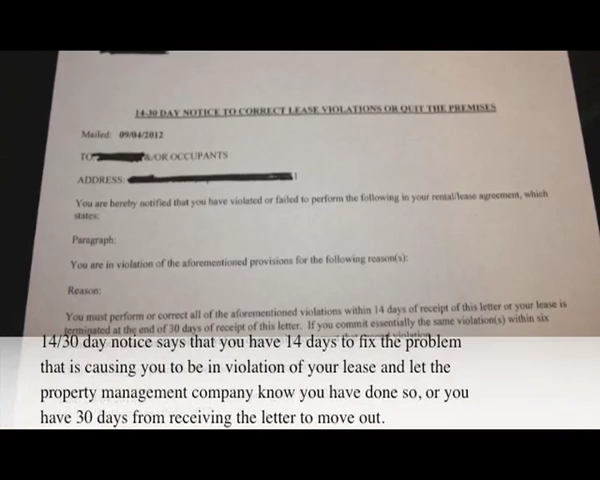 14-30 DAY NOTICE TO CORRECT LEASE VIOLATIONS OR QUIT THE PREMISES
Mailed: 09/04/2012
TO &/OR OCCUPANTS
ADDRESS:
You are hereby notified that you have violated or failed to perform the following in your rental/lease agreement, which
states:
Paragraph:
You are in violation of the aforementioned provisions for the following reason(s):
Reason:
You must perform or correct all of the aforementioned violations within 14 days of receipt of this letter or your lease is
terminated at the end of 30 days of receipt of this letter. If you commit essentially the same violation(s) within six
14/30 day notice says that you have 14 days to fix the problem
that is causing you to be in violation of your lease and let the
property management company know you have done so, or you
have 30 days from receiving the letter to move out.